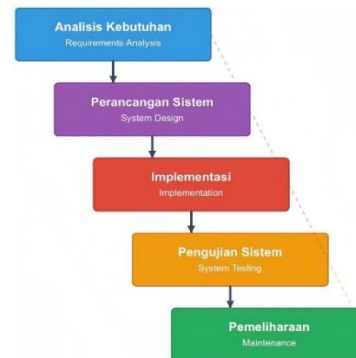 Analisis Kebutuhan
Requirements Analysis
Perancangan Sistem
System Design
Implementasi
Implementation
Pengujian Sistem
System Testing
Pemeliharaan
Maintenance